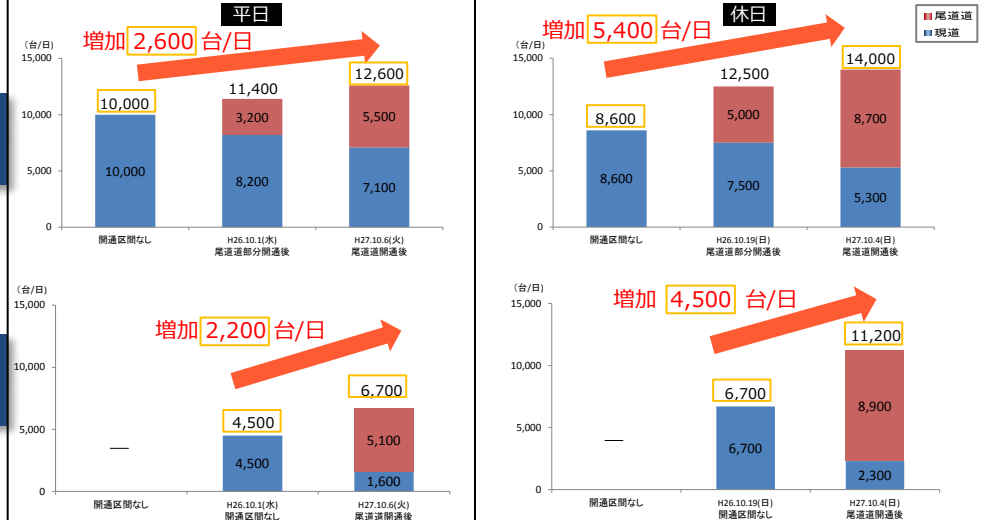 平日
(台/日)
増加 2,600 台/日
15,000
10,000
5,000
0
10,000
10,000
11,400
3,200
8,200
12,600
5,500
7,100
開通区間なし
H26.10.1(水)
尾道道部分開通後
H27.10.6(火)
尾道道開通後
休日
尾道道
現道
(台/日)
増加 5,400 台/日
15,000
10,000
5,000
0
8,600
8,600
12,500
5,000
7,500
14,000
8,700
5,300
開通区間なし
H26.10.19(日)
尾道道部分開通後
H27.10.4(日)
尾道道開通後
(台/日)
増加 2,200 台/日
15,000
10,000
5,000
0
—
4,500
4,500
6,700
5,100
1,600
開通区間なし
H26.10.1(水)
開通区間なし
H27.10.6(火)
尾道道開通後
(台/日)
増加 4,500 台/日
15,000
10,000
5,000
0
—
6,700
6,700
11,200
8,900
2,300
開通区間なし
H26.10.19(日)
開通区間なし
H27.10.4(日)
尾道道開通後